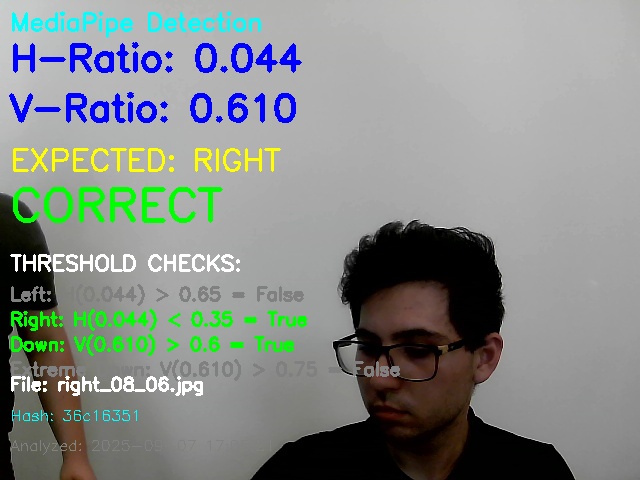 MediaPipe Detection
H-Ratio: 0.044
V-Ratio: 0.610
EXPECTED: RIGHT
CORRECT
THRESHOLD CHECKS:
Left: H(0.044) > 0.65 = False
Right: H(0.044) < 0.35 = True
Down: V(0.610) > 0.6 = True
Extreme V(0.610) > 0.75 = False
File: right_08_06.jpg
Hash: 36c16351
Analyzed: